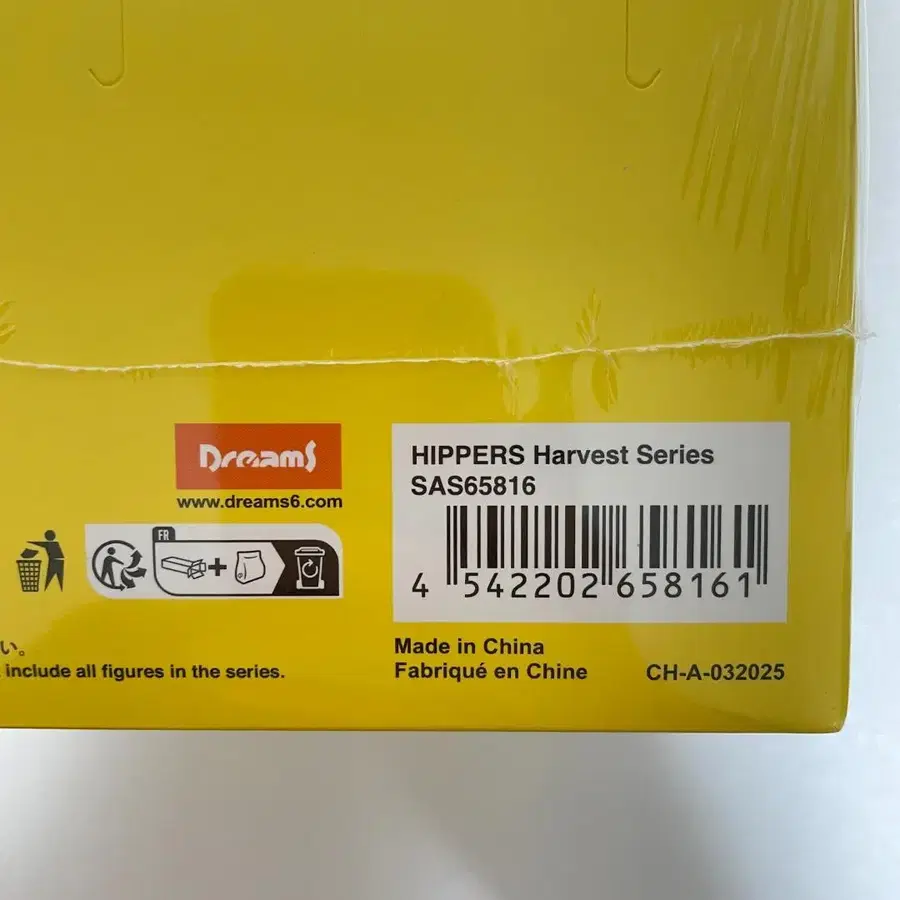 DreamS
www.dreams6.com
HIPPERS Harvest Series
SAS65816
4 542202 658161
FR
い。
include all figures in the series.
Made in China
Fabriqué en Chine
CH-A-032025